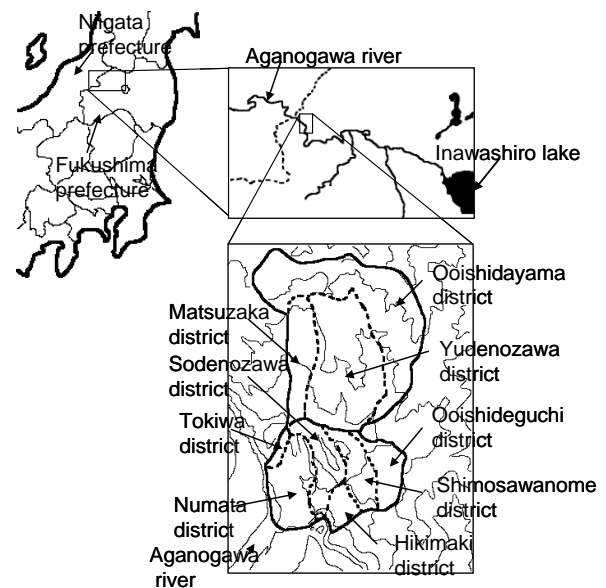 Niigata
prefecture
Fukushima
prefecture
Aganogawa river
Inawashiro lake
Ooishidayama
district
Matsuzaka
district
Yudenozawa
district
Sodenozawa
district
Ooishideguchi
district
Tokiwa
district
Shimosawanome
district
Numata
district
Hikimaki
district
Aganogawa
river